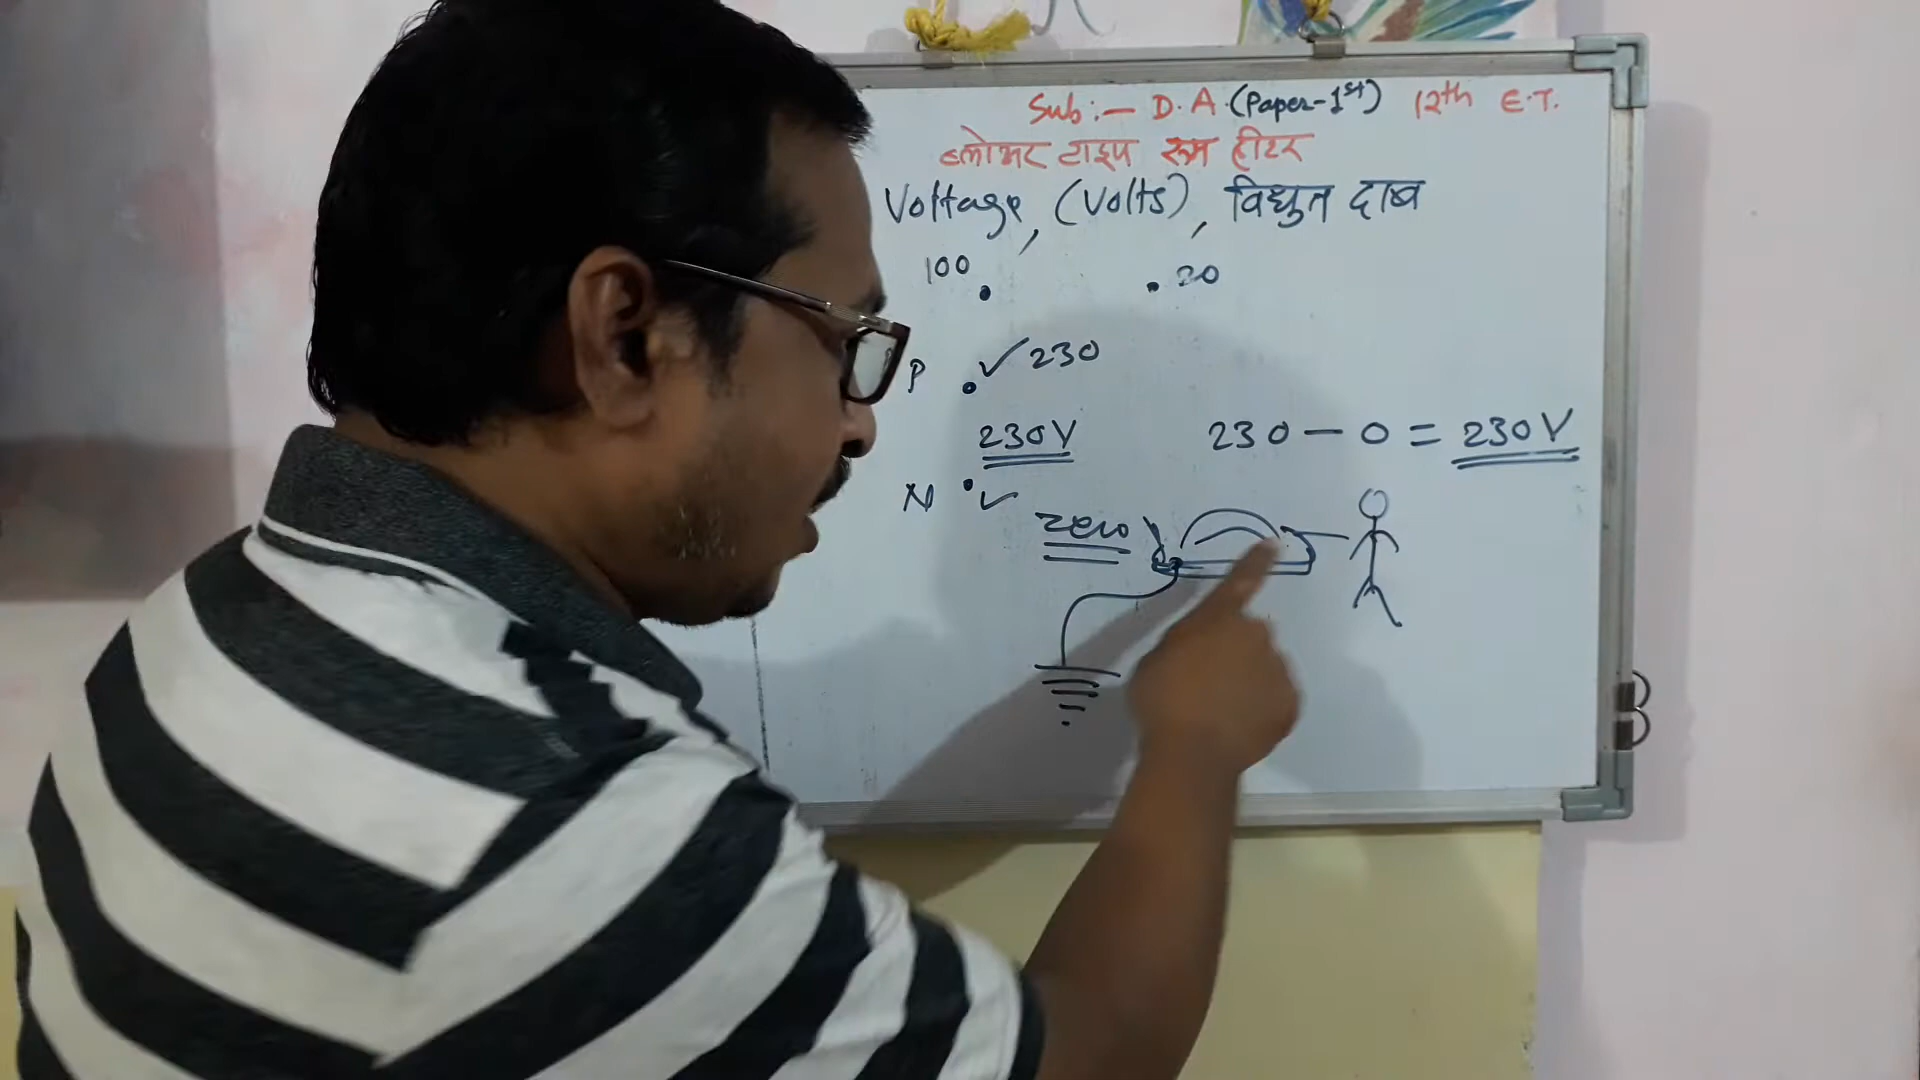 Sub:- D.A.(Paper-1st) 12th E.T.
ब्लोअर टाइप रूम हीटर
Voltage, (Volts), विधुत दाब
100 . . 20
P . ✓ 230
230V 230 - 0 = 230V
N . ✓
zero